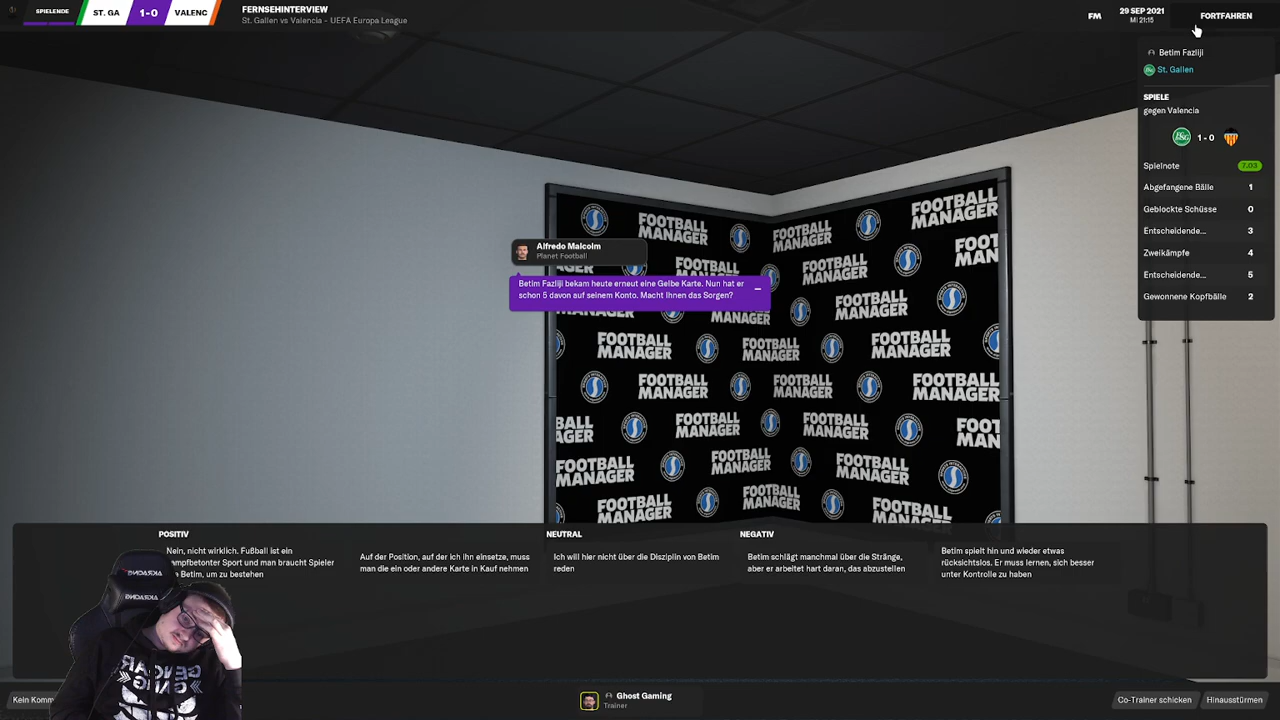 SPIELENDE
ST. GA
1-0
VALENC
FERNSEHINTERVIEW
St. Gallen vs Valencia - UEFA Europa League
FM
29 SEP 2021
Mi 21:15
FORTFAHREN
Betim Fazliji
St. Gallen
SPIELE
gegen Valencia
1 - 0
Spielnote 7.03
Abgefangene Bälle 1
Geblockte Schüsse 0
Entscheidende... 3
Zweikämpfe 4
Entscheidende... 5
Gewonnene Kopfbälle 2
Alfredo Malcolm
Planet Football
Betim Fazliji bekam heute erneut eine Gelbe Karte. Nun hat er
schon 5 davon auf seinem Konto. Macht Ihnen das Sorgen?
FOOTBALL MANAGER
POSITIV
Nein, nicht wirklich. Fußball ist ein
ampfbetonter Sport und man braucht Spieler
e Betim, um zu bestehen
Auf der Position, auf der ich ihn einsetze, muss
man die ein oder andere Karte in Kauf nehmen
NEUTRAL
Ich will hier nicht über die Disziplin von Betim
reden
NEGATIV
Betim schlägt manchmal über die Stränge,
aber er arbeitet hart daran, das abzustellen
Betim spielt hin und wieder etwas
rücksichtslos. Er muss lernen, sich besser
unter Kontrolle zu haben
Kein Komm
Ghost Gaming
Trainer
Co-Trainer schicken
Hinausstürmen